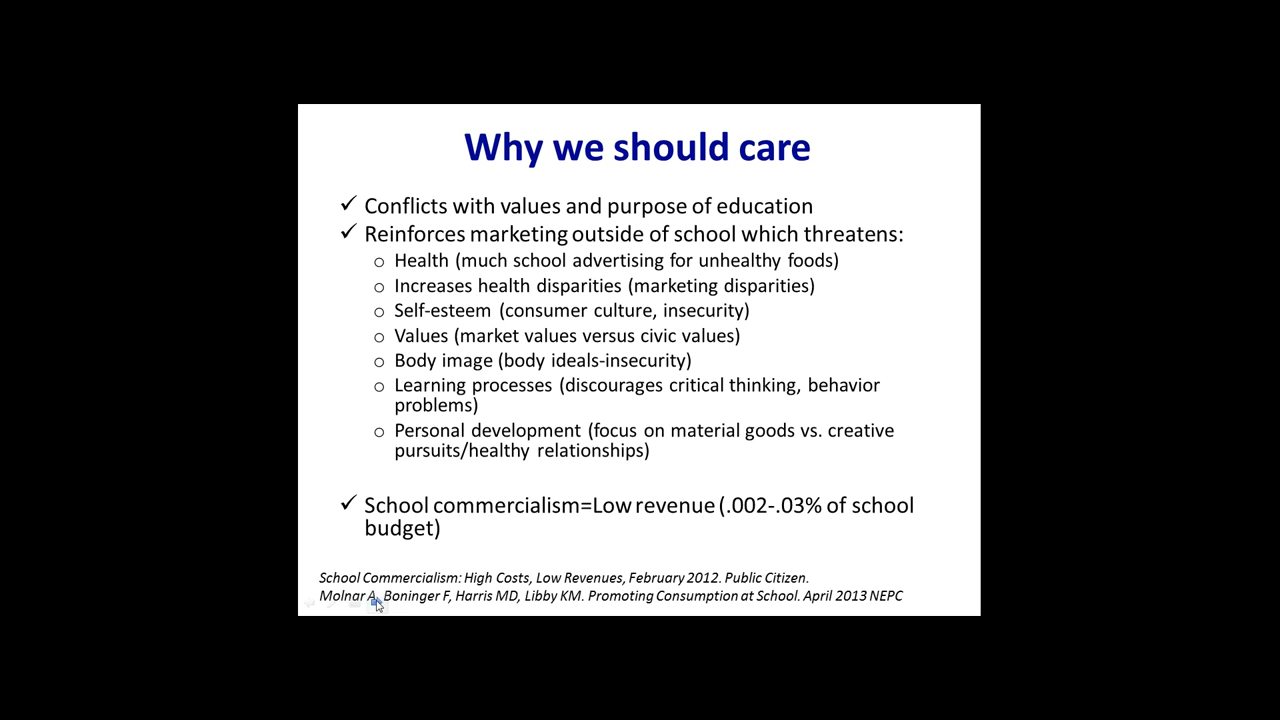 Why we should care
✓ Conflicts with values and purpose of education
✓ Reinforces marketing outside of school which threatens:
o Health (much school advertising for unhealthy foods)
o Increases health disparities (marketing disparities)
o Self-esteem (consumer culture, insecurity)
o Values (market values versus civic values)
o Body image (body ideals-insecurity)
o Learning processes (discourages critical thinking, behavior
problems)
o Personal development (focus on material goods vs. creative
pursuits/healthy relationships)
✓ School commercialism=Low revenue (.002-.03% of school
budget)
School Commercialism: High Costs, Low Revenues, February 2012. Public Citizen.
Molnar A, Boninger F, Harris MD, Libby KM. Promoting Consumption at School. April 2013 NEPC